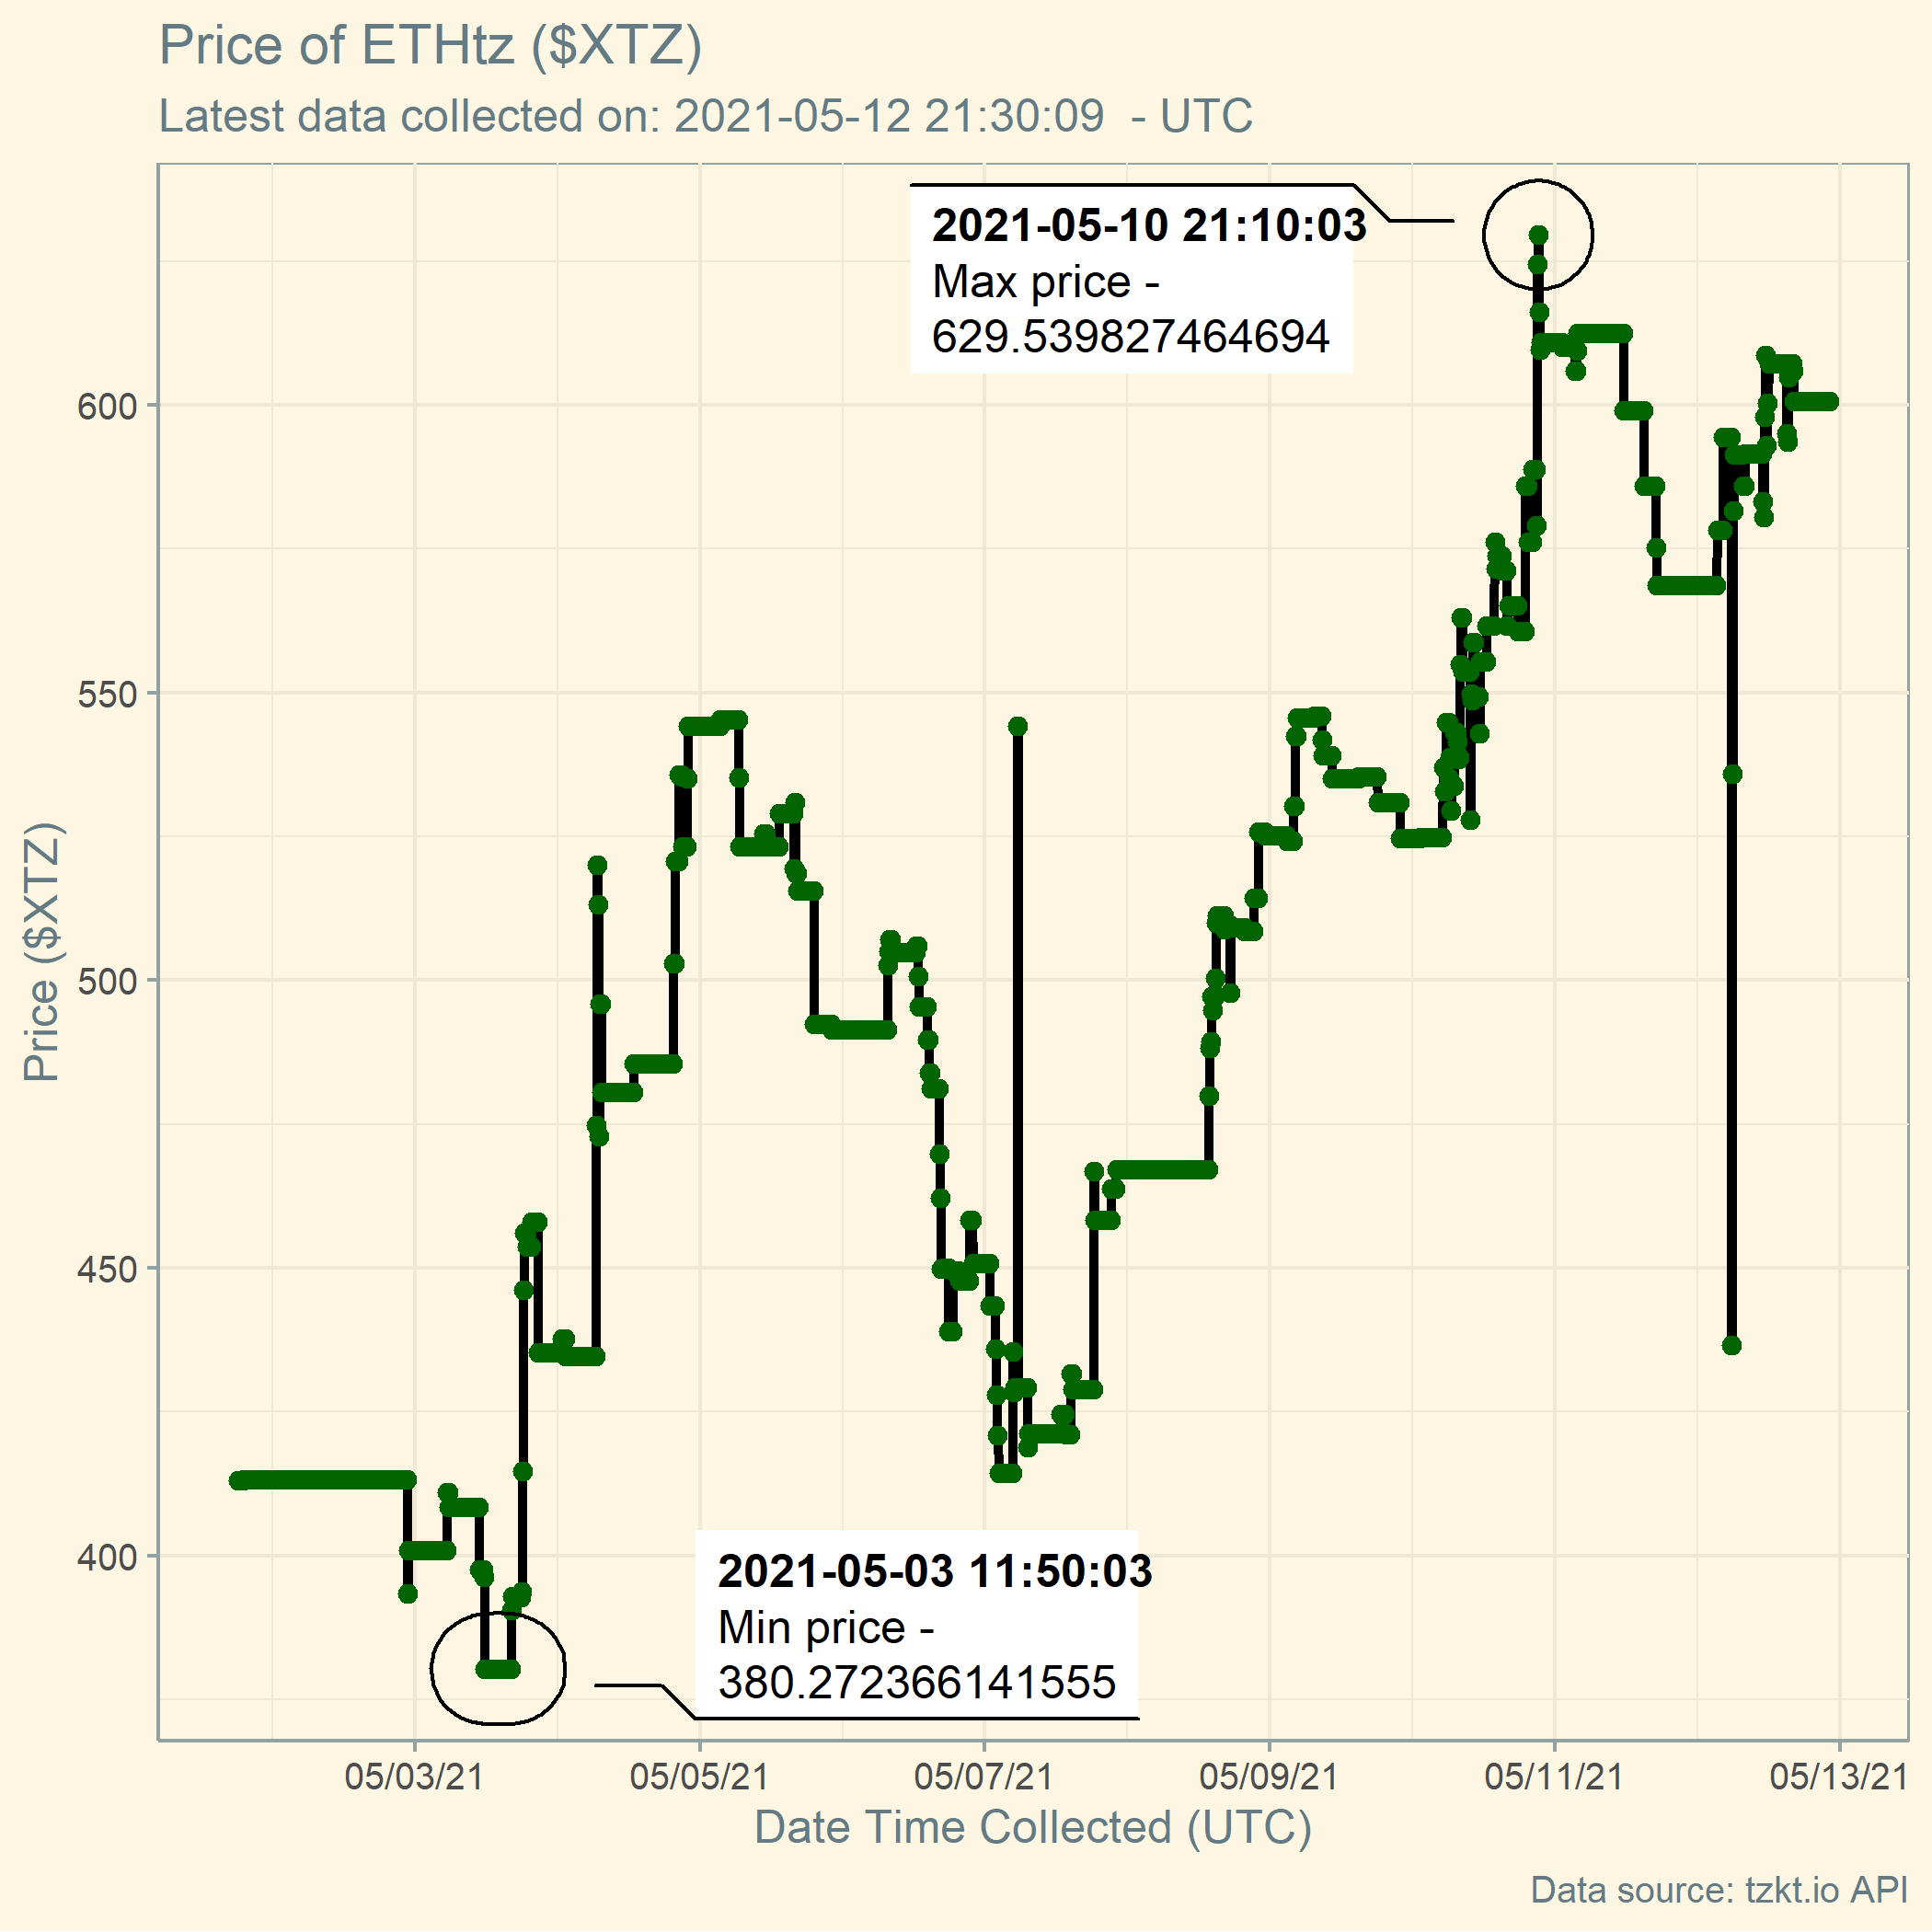 Price of ETHtz ($XTZ)
Latest data collected on: 2021-05-12 21:30:09  - UTC
2021-05-10 21:10:03
Max price -
629.539827464694
600
550
500
450
400
Price ($XTZ)
2021-05-03 11:50:03
Min price -
380.272366141555
05/03/21
05/05/21
05/07/21
05/09/21
05/11/21
05/13/21
Date Time Collected (UTC)
Data source: tzkt.io API